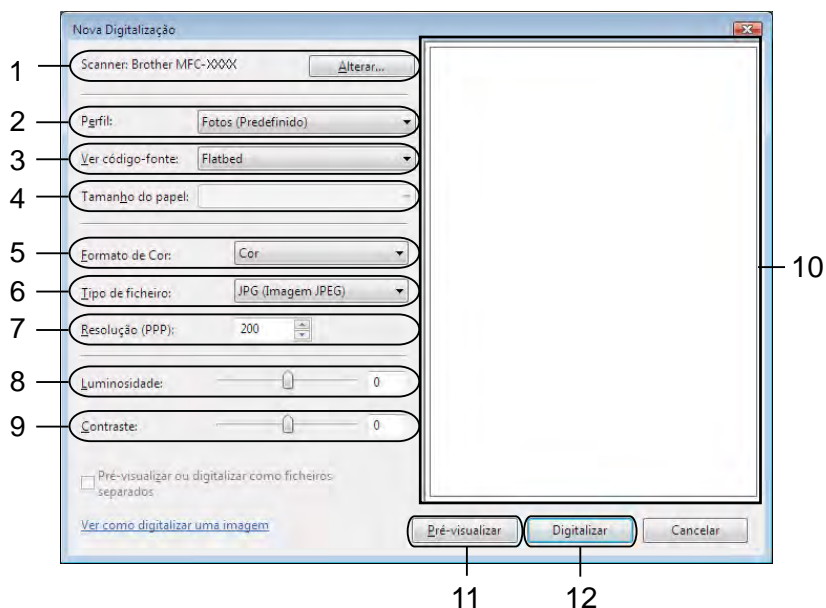 Nova Digitalização
1 Scanner: Brother MFC-XXXX Alterar...
2 Perfil: Fotos (Predefinido)
3 Ver código-fonte: Flatbed
4 Tamanho do papel:
5 Formato de Cor: Cor
6 Tipo de ficheiro: JPG (Imagem JPEG)
7 Resolução (PPP): 200
8 Luminosidade: 0
9 Contraste: 0
10
Pré-visualizar ou digitalizar como ficheiros
separados
Ver como digitalizar uma imagem
Pré-visualizar Digitalizar Cancelar
11 12